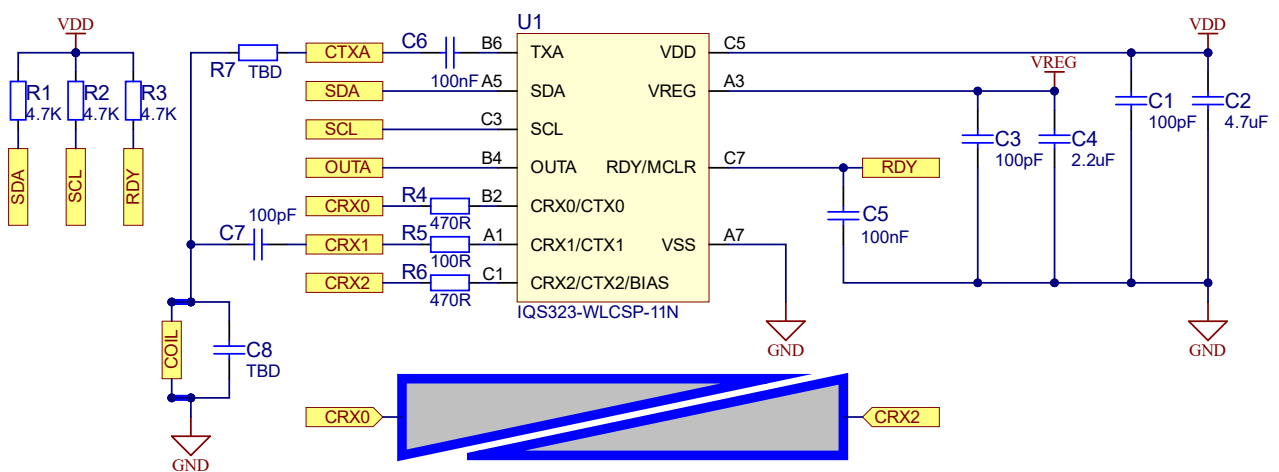 VDD
R1
4.7K
R2
4.7K
R3
4.7K
SDA
SCL
RDY
R7
TBD
CTXA
C6
100nF
SDA
SCL
OUTA
CRX0
R4
470R
C7
100pF
CRX1
R5
100R
CRX2
R6
470R
COIL
C8
TBD
GND
U1
B6
TXA
A5
SDA
C3
SCL
B4
OUTA
B2
CRX0/CTX0
A1
CRX1/CTX1
C1
CRX2/CTX2/BIAS
VDD
C5
VREG
A3
RDY/MCLR
C7
VSS
A7
IQS323-WLCSP-11N
GND
RDY
C5
100nF
VREG
C3
100pF
C4
2.2uF
VDD
C1
100pF
C2
4.7uF
GND
CRX0
CRX2